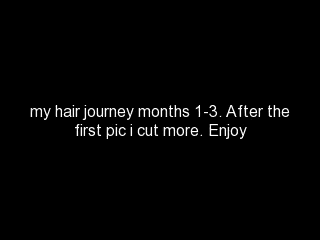 my hair journey months 1-3. After the
first pic i cut more. Enjoy